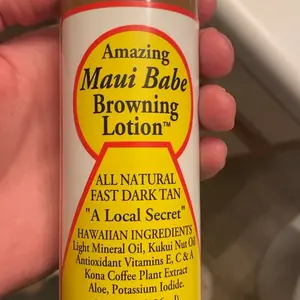 Amazing
Maui Babe
Browning
Lotion™
ALL NATURAL
FAST DARK TAN
"A Local Secret"
HAWAIIAN INGREDIENTS
Light Mineral Oil, Kukui Nut Oil
Antioxidant Vitamins E, C & A
Kona Coffee Plant Extract
Aloe, Potassium Iodide.